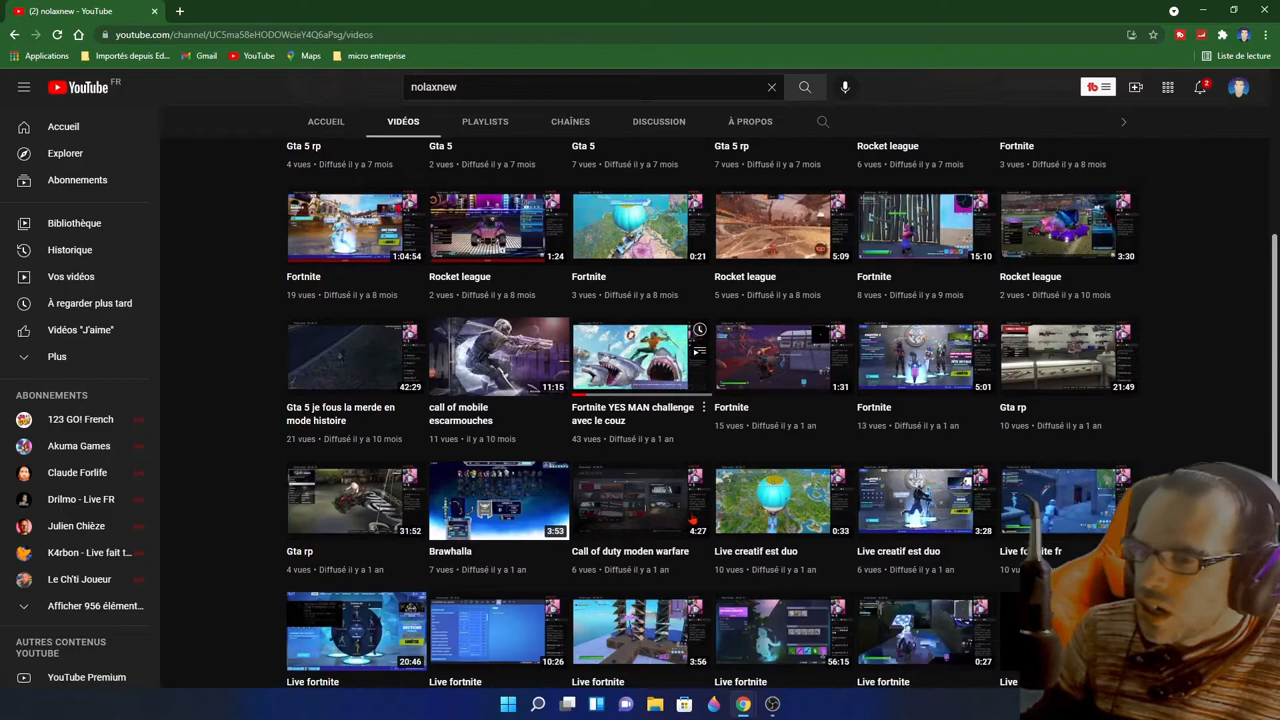 (2) nolaxnew - YouTube
youtube.com/channel/UC5ma58eHODOWcieY4Q6aPsg/videos
Applications
Importés depuis Ed...
Gmail
YouTube
Maps
micro entreprise
Liste de lecture
YouTube FR
nolaxnew
2
ACCUEIL VIDÉOS PLAYLISTS CHAÎNES DISCUSSION À PROPOS
Accueil
Explorer
Abonnements
Bibliothèque
Historique
Vos vidéos
À regarder plus tard
Vidéos "J'aime"
Plus
ABONNEMENTS
123 GO! French
Akuma Games
Claude Forlife
Drilmo - Live FR
Julien Chièze
K4rbon - Live fait t...
Le Ch'ti Joueur
Afficher 956 élément...
AUTRES CONTENUS
YOUTUBE
YouTube Premium
Gta 5 rp
4 vues • Diffusé il y a 7 mois
Gta 5
2 vues • Diffusé il y a 7 mois
Gta 5
7 vues • Diffusé il y a 7 mois
Gta 5 rp
9 vues • Diffusé il y a 7 mois
Rocket league
6 vues • Diffusé il y a 7 mois
Fortnite
3 vues • Diffusé il y a 8 mois
1:04:54
Fortnite
19 vues • Diffusé il y a 8 mois
1:24
Rocket league
2 vues • Diffusé il y a 8 mois
0:21
Fortnite
3 vues • Diffusé il y a 8 mois
5:09
Rocket league
5 vues • Diffusé il y a 8 mois
15:10
Fortnite
8 vues • Diffusé il y a 9 mois
3:30
Rocket league
2 vues • Diffusé il y a 10 mois
42:29
Gta 5 je fous la merde en
mode histoire
21 vues • Diffusé il y a 10 mois
11:15
call of mobile
escarmouches
11 vues • il y a 10 mois
Fortnite YES MAN challenge
avec le couz
43 vues • Diffusé il y a 1 an
1:31
Fortnite
15 vues • Diffusé il y a 1 an
5:01
Fortnite
13 vues • Diffusé il y a 1 an
21:49
Gta rp
10 vues • Diffusé il y a 1 an
31:52
Gta rp
4 vues • Diffusé il y a 1 an
3:53
Brawhalla
7 vues • Diffusé il y a 1 an
4:27
Call of duty moden warfare
6 vues • Diffusé il y a 1 an
0:33
Live creatif est duo
10 vues • Diffusé il y a 1 an
3:28
Live creatif est duo
6 vues • Diffusé il y a 1 an
10 vues • Diffusé
20:46
Live fortnite
10:26
Live fortnite
3:56
Live fortnite
56:15
Live fortnite
0:27
Live fortnite